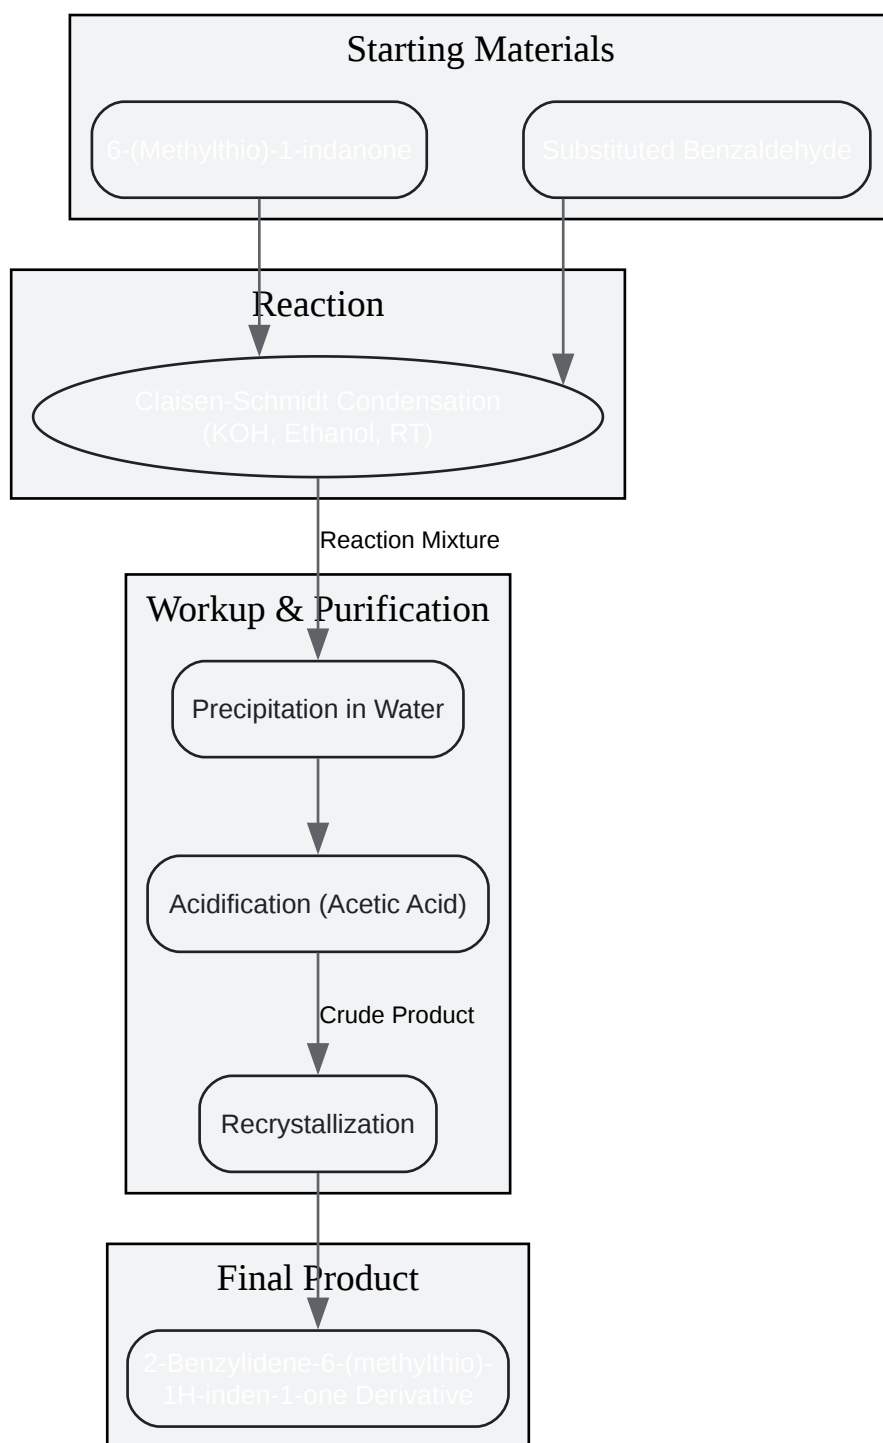 Starting Materials
6-(Methylthio)-1-indanone
Substituted Benzaldehyde
Reaction
Claisen-Schmidt Condensation
(KOH, Ethanol, RT)
Reaction Mixture
Workup & Purification
Precipitation in Water
Acidification (Acetic Acid)
Crude Product
Recrystallization
Final Product
2-Benzylidene-6-(methylthio)-
1H-inden-1-one Derivative